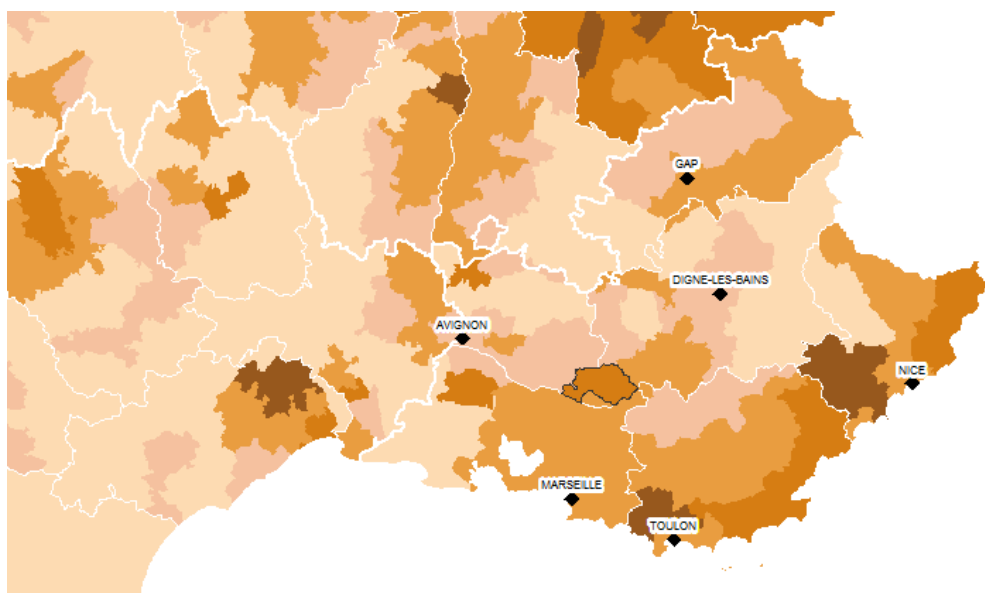 GAP
DIGNE-LES-BAINS
AVIGNON
NICE
MARSEILLE
TOULON